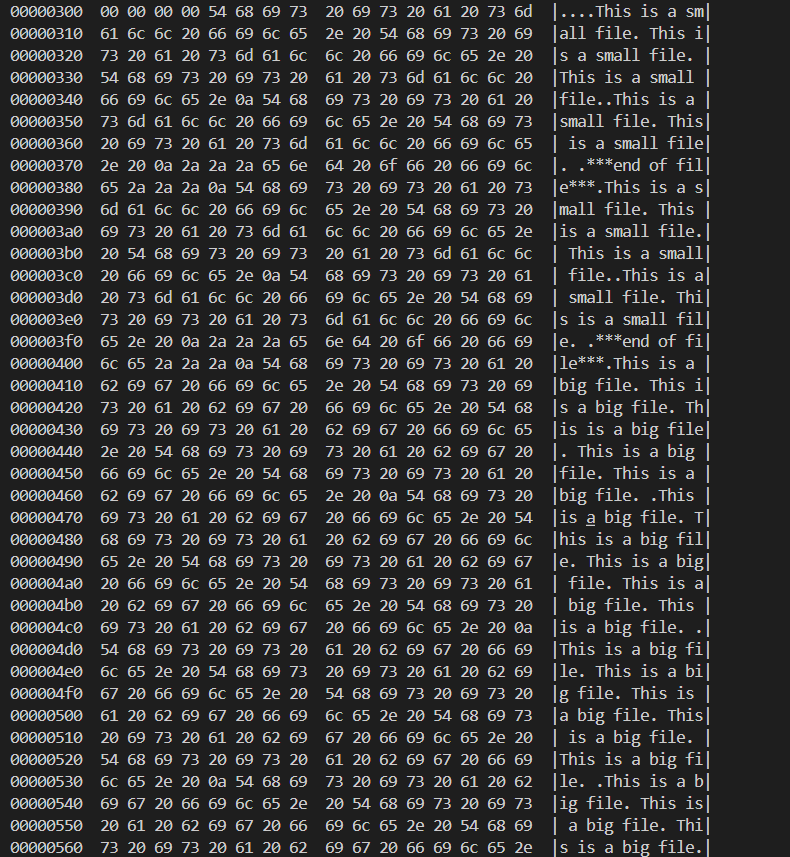 00000300  00 00 00 00 54 68 69 73  20 69 73 20 61 20 73 6d  |....This is a sm|
00000310  61 6c 6c 20 66 69 6c 65  2e 20 54 68 69 73 20 69  |all file. This i|
00000320  73 20 61 20 73 6d 61 6c  6c 20 66 69 6c 65 2e 20  |s a small file. |
00000330  54 68 69 73 20 69 73 20  61 20 73 6d 61 6c 6c 20  |This is a small |
00000340  66 69 6c 65 2e 0a 54 68  69 73 20 69 73 20 61 20  |file..This is a |
00000350  73 6d 61 6c 6c 20 66 69  6c 65 2e 20 54 68 69 73  |small file. This|
00000360  20 69 73 20 61 20 73 6d  61 6c 6c 20 66 69 6c 65  | is a small file|
00000370  2e 20 0a 2a 2a 2a 65 6e  64 20 6f 66 20 66 69 6c  |. .***end of fil|
00000380  65 2a 2a 2a 0a 54 68 69  73 20 69 73 20 61 20 73  |e***.This is a s|
00000390  6d 61 6c 6c 20 66 69 6c  65 2e 20 54 68 69 73 20  |mall file. This |
000003a0  69 73 20 61 20 73 6d 61  6c 6c 20 66 69 6c 65 2e  |is a small file.|
000003b0  20 54 68 69 73 20 69 73  20 61 20 73 6d 61 6c 6c  | This is a small|
000003c0  20 66 69 6c 65 2e 0a 54  68 69 73 20 69 73 20 61  | file..This is a|
000003d0  20 73 6d 61 6c 6c 20 66  69 6c 65 2e 20 54 68 69  | small file. Thi|
000003e0  73 20 69 73 20 61 20 73  6d 61 6c 6c 20 66 69 6c  |s is a small fil|
000003f0  65 2e 20 0a 2a 2a 2a 65  6e 64 20 6f 66 20 66 69  |e. .***end of fi|
00000400  6c 65 2a 2a 2a 0a 54 68  69 73 20 69 73 20 61 20  |le***.This is a |
00000410  62 69 67 20 66 69 6c 65  2e 20 54 68 69 73 20 69  |big file. This i|
00000420  73 20 61 20 62 69 67 20  66 69 6c 65 2e 20 54 68  |s a big file. Th|
00000430  69 73 20 69 73 20 61 20  62 69 67 20 66 69 6c 65  |is is a big file|
00000440  2e 20 54 68 69 73 20 69  73 20 61 20 62 69 67 20  |. This is a big |
00000450  66 69 6c 65 2e 20 54 68  69 73 20 69 73 20 61 20  |file. This is a |
00000460  62 69 67 20 66 69 6c 65  2e 20 0a 54 68 69 73 20  |big file. .This |
00000470  69 73 20 61 20 62 69 67  20 66 69 6c 65 2e 20 54  |is a big file. T|
00000480  68 69 73 20 69 73 20 61  20 62 69 67 20 66 69 6c  |his is a big fil|
00000490  65 2e 20 54 68 69 73 20  69 73 20 61 20 62 69 67  |e. This is a big|
000004a0  20 66 69 6c 65 2e 20 54  68 69 73 20 69 73 20 61  | file. This is a|
000004b0  20 62 69 67 20 66 69 6c  65 2e 20 54 68 69 73 20  | big file. This |
000004c0  69 73 20 61 20 62 69 67  20 66 69 6c 65 2e 20 0a  |is a big file. .|
000004d0  54 68 69 73 20 69 73 20  61 20 62 69 67 20 66 69  |This is a big fi|
000004e0  6c 65 2e 20 54 68 69 73  20 69 73 20 61 20 62 69  |le. This is a bi|
000004f0  67 20 66 69 6c 65 2e 20  54 68 69 73 20 69 73 20  |g file. This is |
00000500  61 20 62 69 67 20 66 69  6c 65 2e 20 54 68 69 73  |a big file. This|
00000510  20 69 73 20 61 20 62 69  67 20 66 69 6c 65 2e 20  | is a big file. |
00000520  54 68 69 73 20 69 73 20  61 20 62 69 67 20 66 69  |This is a big fi|
00000530  6c 65 2e 20 0a 54 68 69  73 20 69 73 20 61 20 62  |le. .This is a b|
00000540  69 67 20 66 69 6c 65 2e  20 54 68 69 73 20 69 73  |ig file. This is|
00000550  20 61 20 62 69 67 20 66  69 6c 65 2e 20 54 68 69  | a big file. Thi|
00000560  73 20 69 73 20 61 20 62  69 67 20 66 69 6c 65 2e  |s is a big file.|